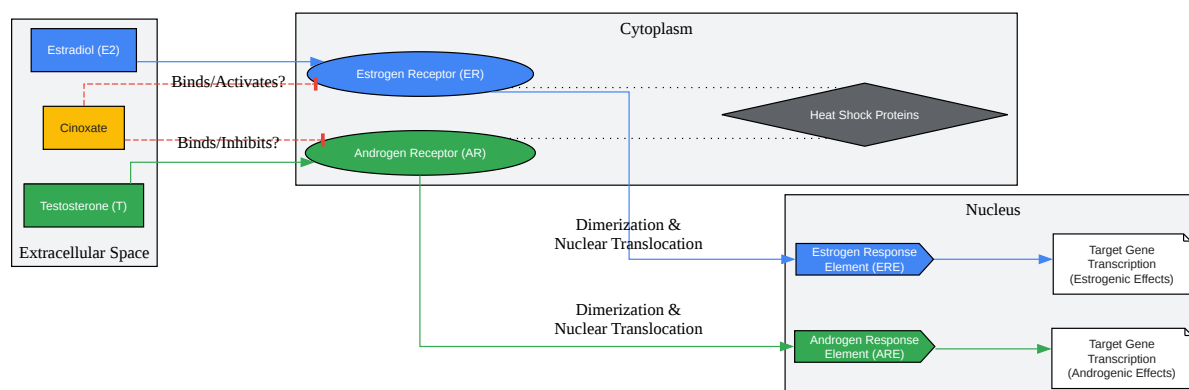 Estradiol (E2)
Binds/Activates?
Cinoxate
Binds/Inhibits?
Testosterone (T)
Extracellular Space
Cytoplasm
Estrogen Receptor (ER)
Heat Shock Proteins
Androgen Receptor (AR)
Dimerization &
Nuclear Translocation
Dimerization &
Nuclear Translocation
Nucleus
Estrogen Response
Element (ERE)
Target Gene
Transcription
(Estrogenic Effects)
Androgen Response
Element (ARE)
Target Gene
Transcription
(Androgenic Effects)